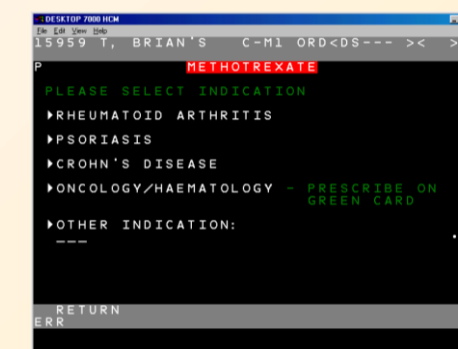 DESKTOP 7000 HCM
File Edit View Help
15959 T, BRIAN'S C-M1 ORD<DS--- >< >
P METHOTREXATE
PLEASE SELECT INDICATION
RHEUMATOID ARTHRITIS
PSORIASIS
CROHN'S DISEASE
ONCOLOGY/HAEMATOLOGY - PRESCRIBE ON
GREEN CARD
OTHER INDICATION:
---
RETURN
ERR